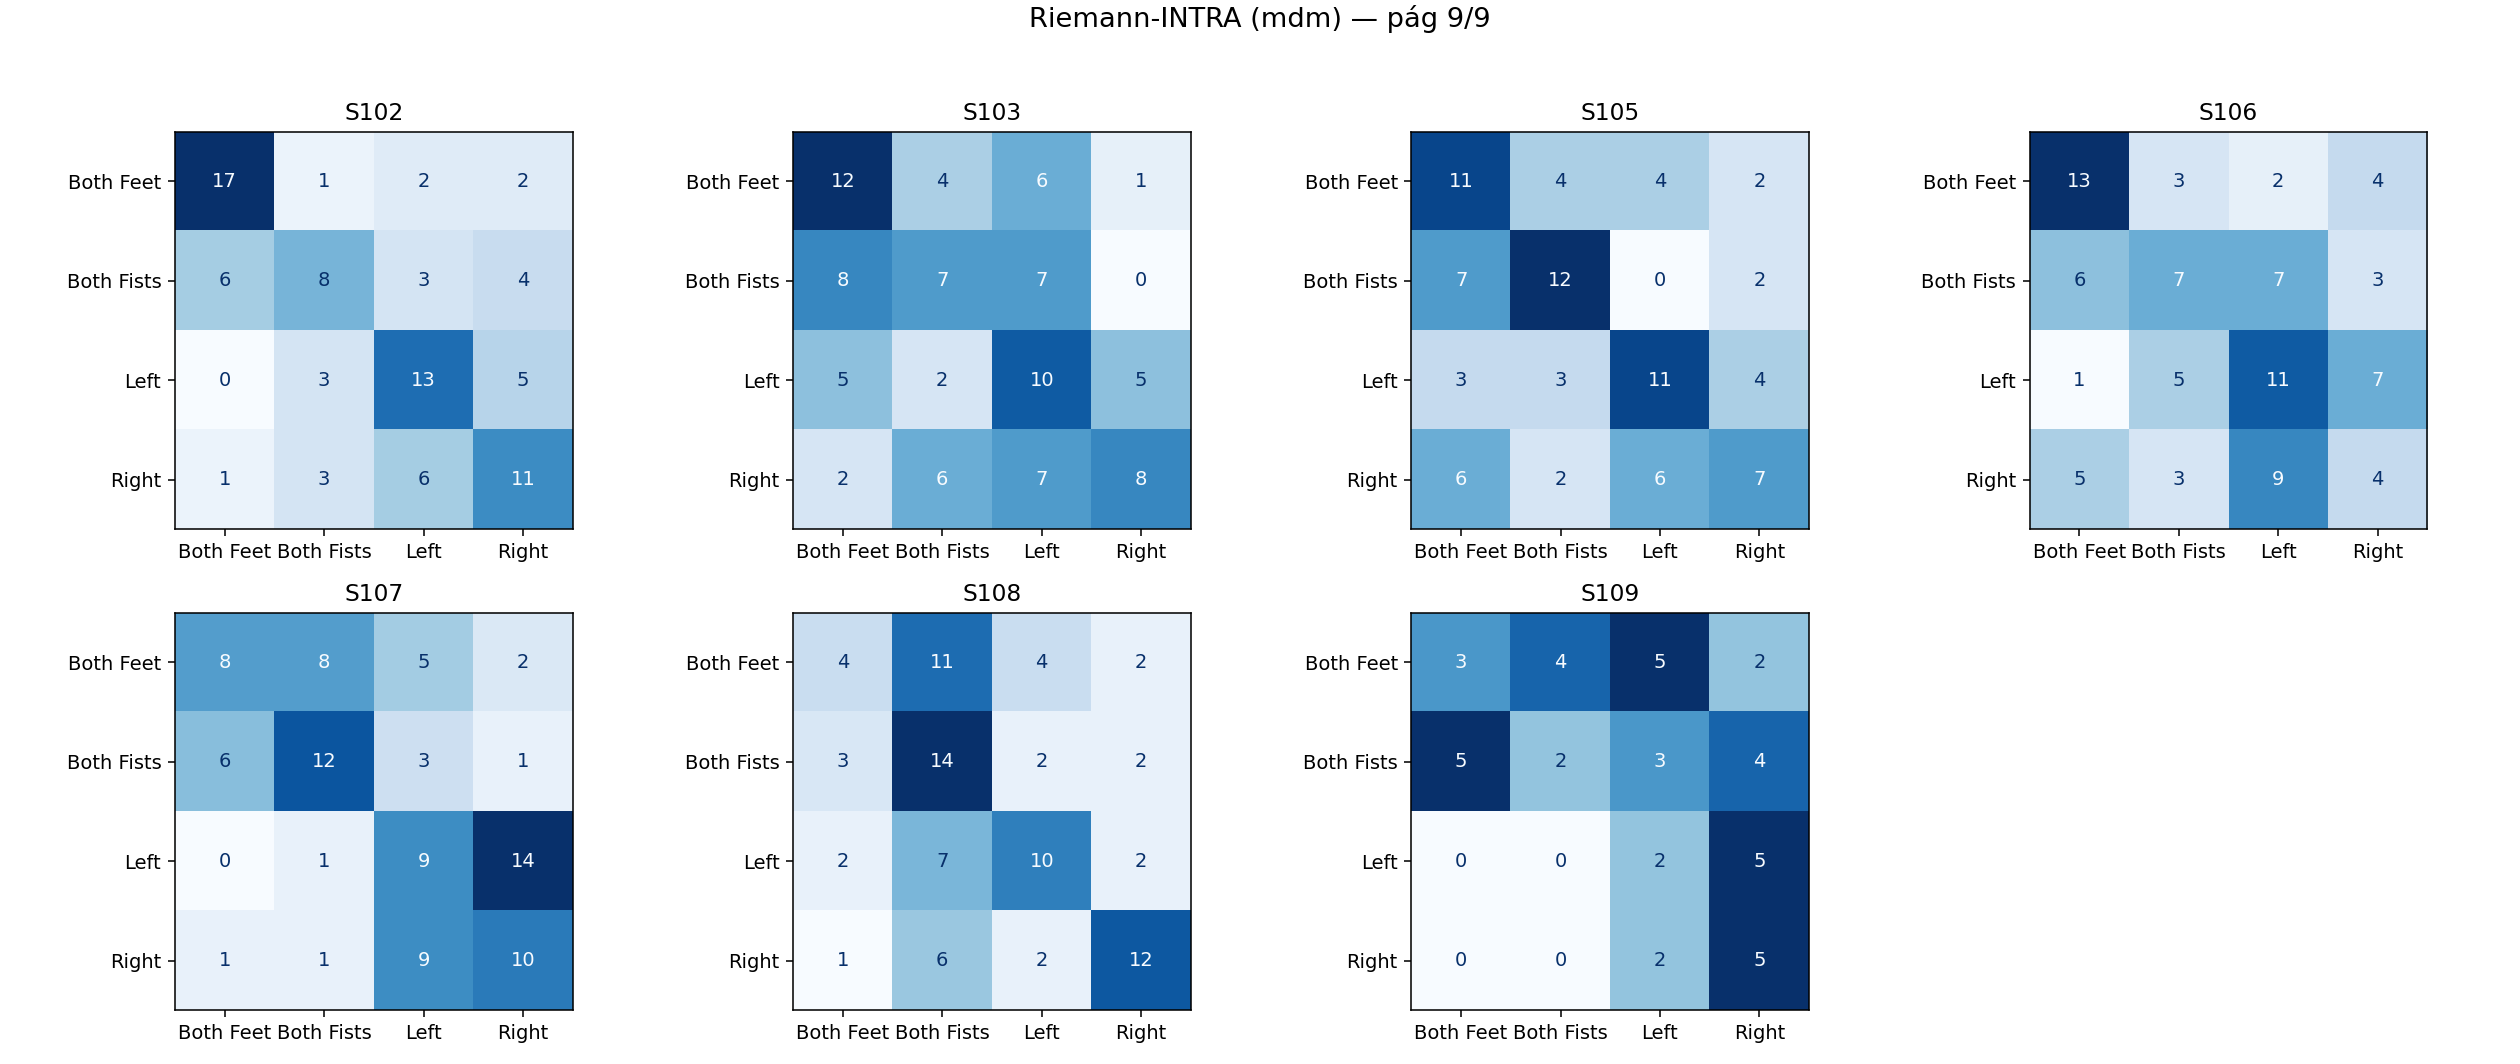 Riemann-INTRA (mdm) — pág 9/9
S102 S103 S105 S106
Both Feet 17 1 2 2 Both Feet 12 4 6 1 Both Feet 11 4 4 2 Both Feet 13 3 2 4
Both Fists 6 8 3 4 Both Fists 8 7 7 0 Both Fists 7 12 0 2 Both Fists 6 7 7 3
Left 0 3 13 5 Left 5 2 10 5 Left 3 3 11 4 Left 1 5 11 7
Right 1 3 6 11 Right 2 6 7 8 Right 6 2 6 7 Right 5 3 9 4
Both Feet Both Fists Left Right Both Feet Both Fists Left Right Both Feet Both Fists Left Right Both Feet Both Fists Left Right
S107 S108 S109
Both Feet 8 8 5 2 Both Feet 4 11 4 2 Both Feet 3 4 5 2
Both Fists 6 12 3 1 Both Fists 3 14 2 2 Both Fists 5 2 3 4
Left 0 1 9 14 Left 2 7 10 2 Left 0 0 2 5
Right 1 1 9 10 Right 1 6 2 12 Right 0 0 2 5
Both Feet Both Fists Left Right Both Feet Both Fists Left Right Both Feet Both Fists Left Right